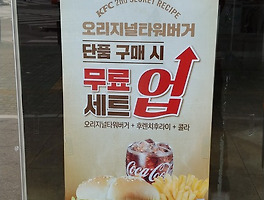 KFC 2nd SECRET RECIPE
오리지널타워버거
단품 구매 시
무료
세트업
오리지널타워버거 + 후렌치후라이 + 콜라
Coca-Cola